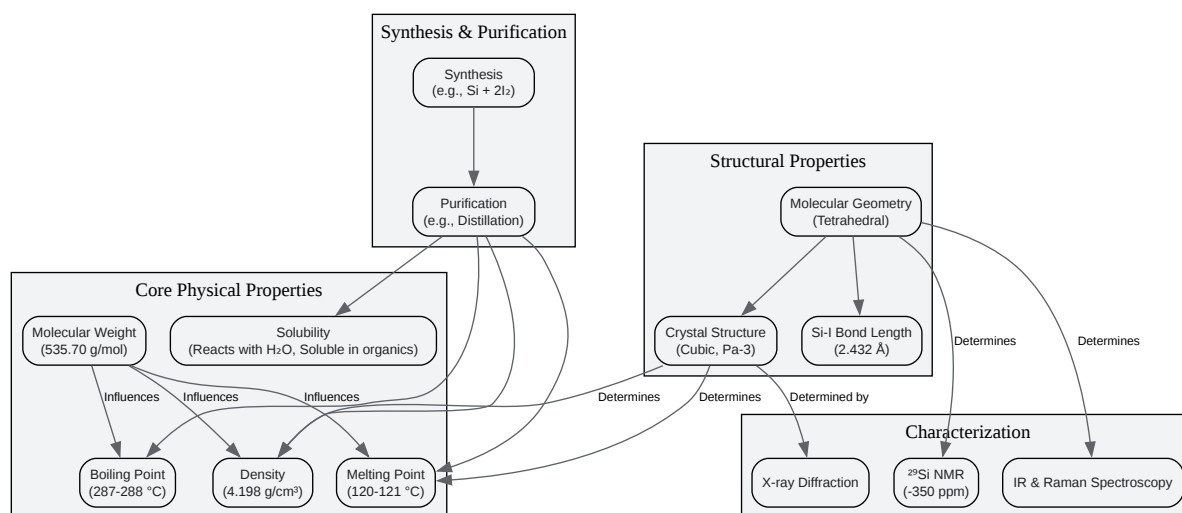 Synthesis & Purification
Synthesis
(e.g., Si + 2I₂)
Purification
(e.g., Distillation)
Structural Properties
Molecular Geometry
(Tetrahedral)
Crystal Structure
(Cubic, Pa-3)
Si-I Bond Length
(2.432 Å)
Core Physical Properties
Molecular Weight
(535.70 g/mol)
Solubility
(Reacts with H₂O, Soluble in organics)
Influences
Influences
Influences
Determines
Determines
Determined by
Determines
Determines
Boiling Point
(287-288 °C)
Density
(4.198 g/cm³)
Melting Point
(120-121 °C)
Characterization
X-ray Diffraction
²⁹Si NMR
(-350 ppm)
IR & Raman Spectroscopy